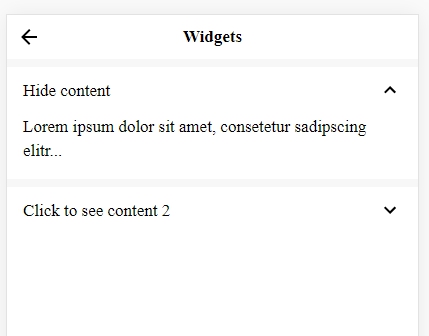 Widgets
Hide content
Lorem ipsum dolor sit amet, consetetur sadipscing
elitr...
Click to see content 2